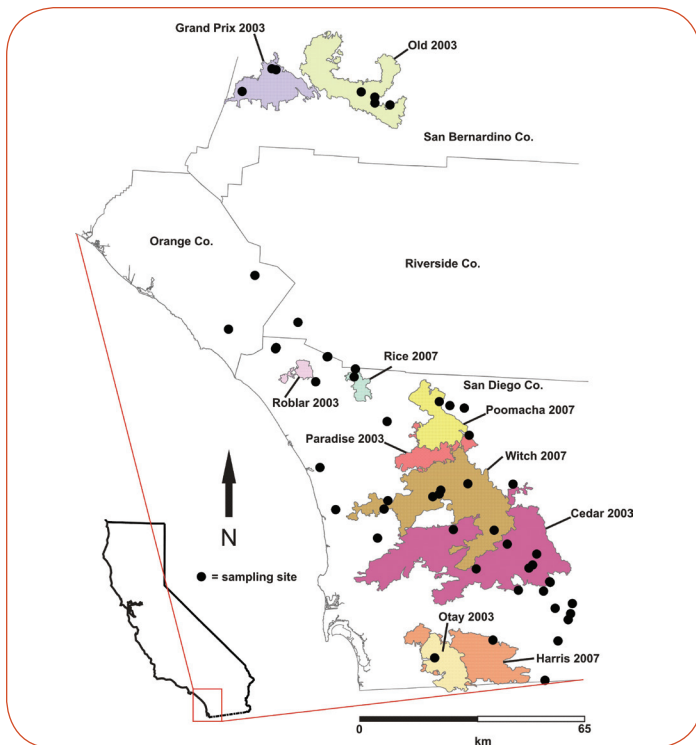 Grand Prix 2003
Old 2003
San Bernardino Co.
Orange Co.
Riverside Co.
Rice 2007
San Diego Co.
Roblar 2003
Poomacha 2007
Paradise 2003
Witch 2007
Cedar 2003
N
= sampling site
Otay 2003
Harris 2007
0 65
km